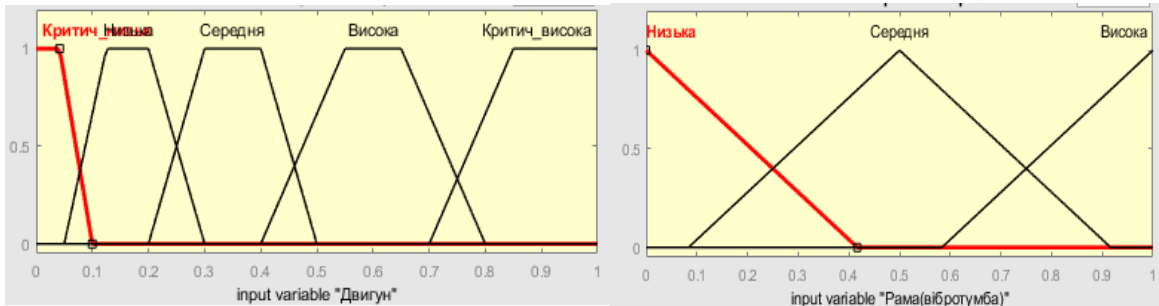 Критич_низька Низька Середня Висока Критич_висока
1
0.5
0
0 0.1 0.2 0.3 0.4 0.5 0.6 0.7 0.8 0.9 1
input variable "Двигун"
Низька Середня Висока
1
0.5
0
0 0.1 0.2 0.3 0.4 0.5 0.6 0.7 0.8 0.9 1
input variable "Рама(вібротумба)"